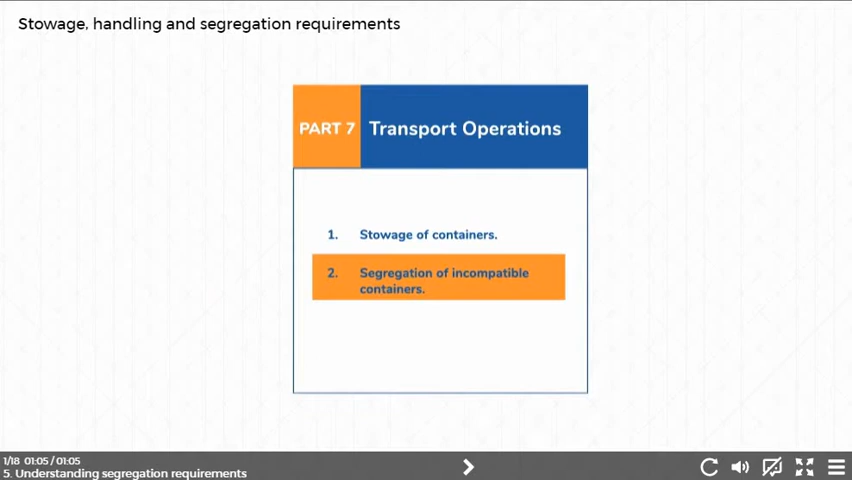 Stowage, handling and segregation requirements
PART 7 Transport Operations
1. Stowage of containers.
2. Segregation of incompatible
containers.
1/18 01:05 / 01:05
5. Understanding segregation requirements